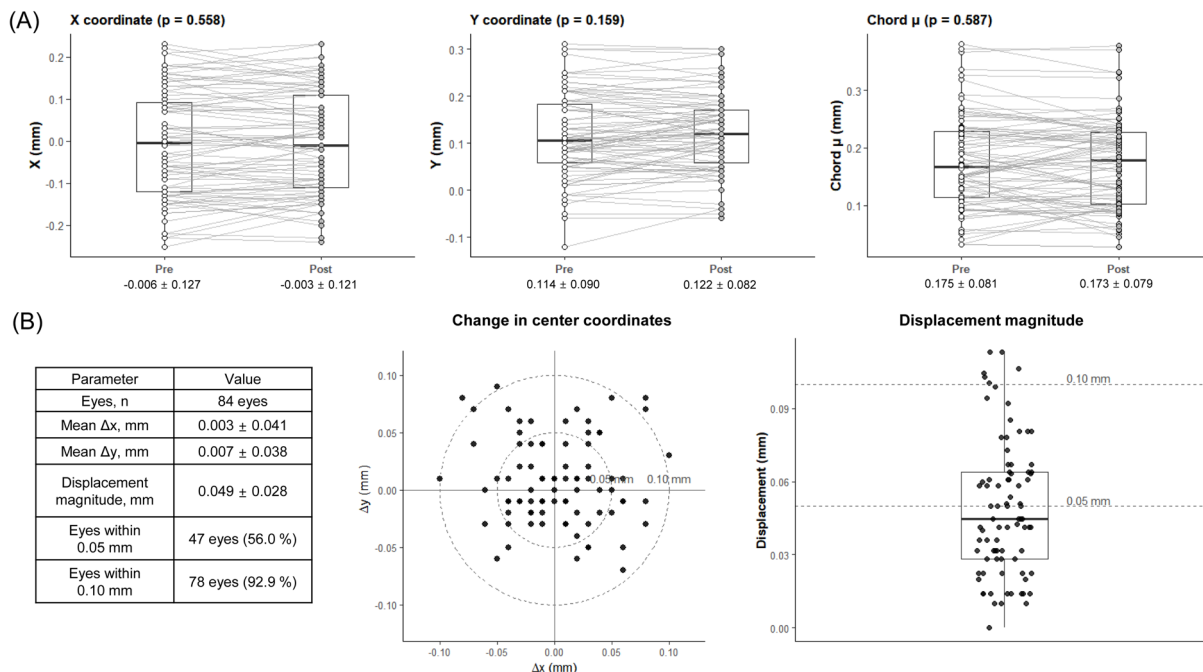 (A)
X coordinate (p = 0.558)
X (mm)
0.2
0.1
0.0
-0.1
-0.2
Pre
Post
-0.006 ± 0.127
-0.003 ± 0.121
Y coordinate (p = 0.159)
Y (mm)
0.3
0.2
0.1
0.0
-0.1
Pre
Post
0.114 ± 0.090
0.122 ± 0.082
Chord μ (p = 0.587)
Chord μ (mm)
0.3
0.2
0.1
Pre
Post
0.175 ± 0.081
0.173 ± 0.079
(B)
Parameter Value
Eyes, n 84 eyes
Mean Δx, mm 0.003 ± 0.041
Mean Δy, mm 0.007 ± 0.038
Displacement
magnitude, mm 0.049 ± 0.028
Eyes within
0.05 mm 47 eyes (56.0 %)
Eyes within
0.10 mm 78 eyes (92.9 %)
Change in center coordinates
Δy (mm)
0.10
0.05
0.00
-0.05
-0.10
0.05 mm
0.10 mm
-0.10
-0.05
0.00
0.05
0.10
Δx (mm)
Displacement magnitude
Displacement (mm)
0.09
0.06
0.03
0.00
0.10 mm
0.05 mm